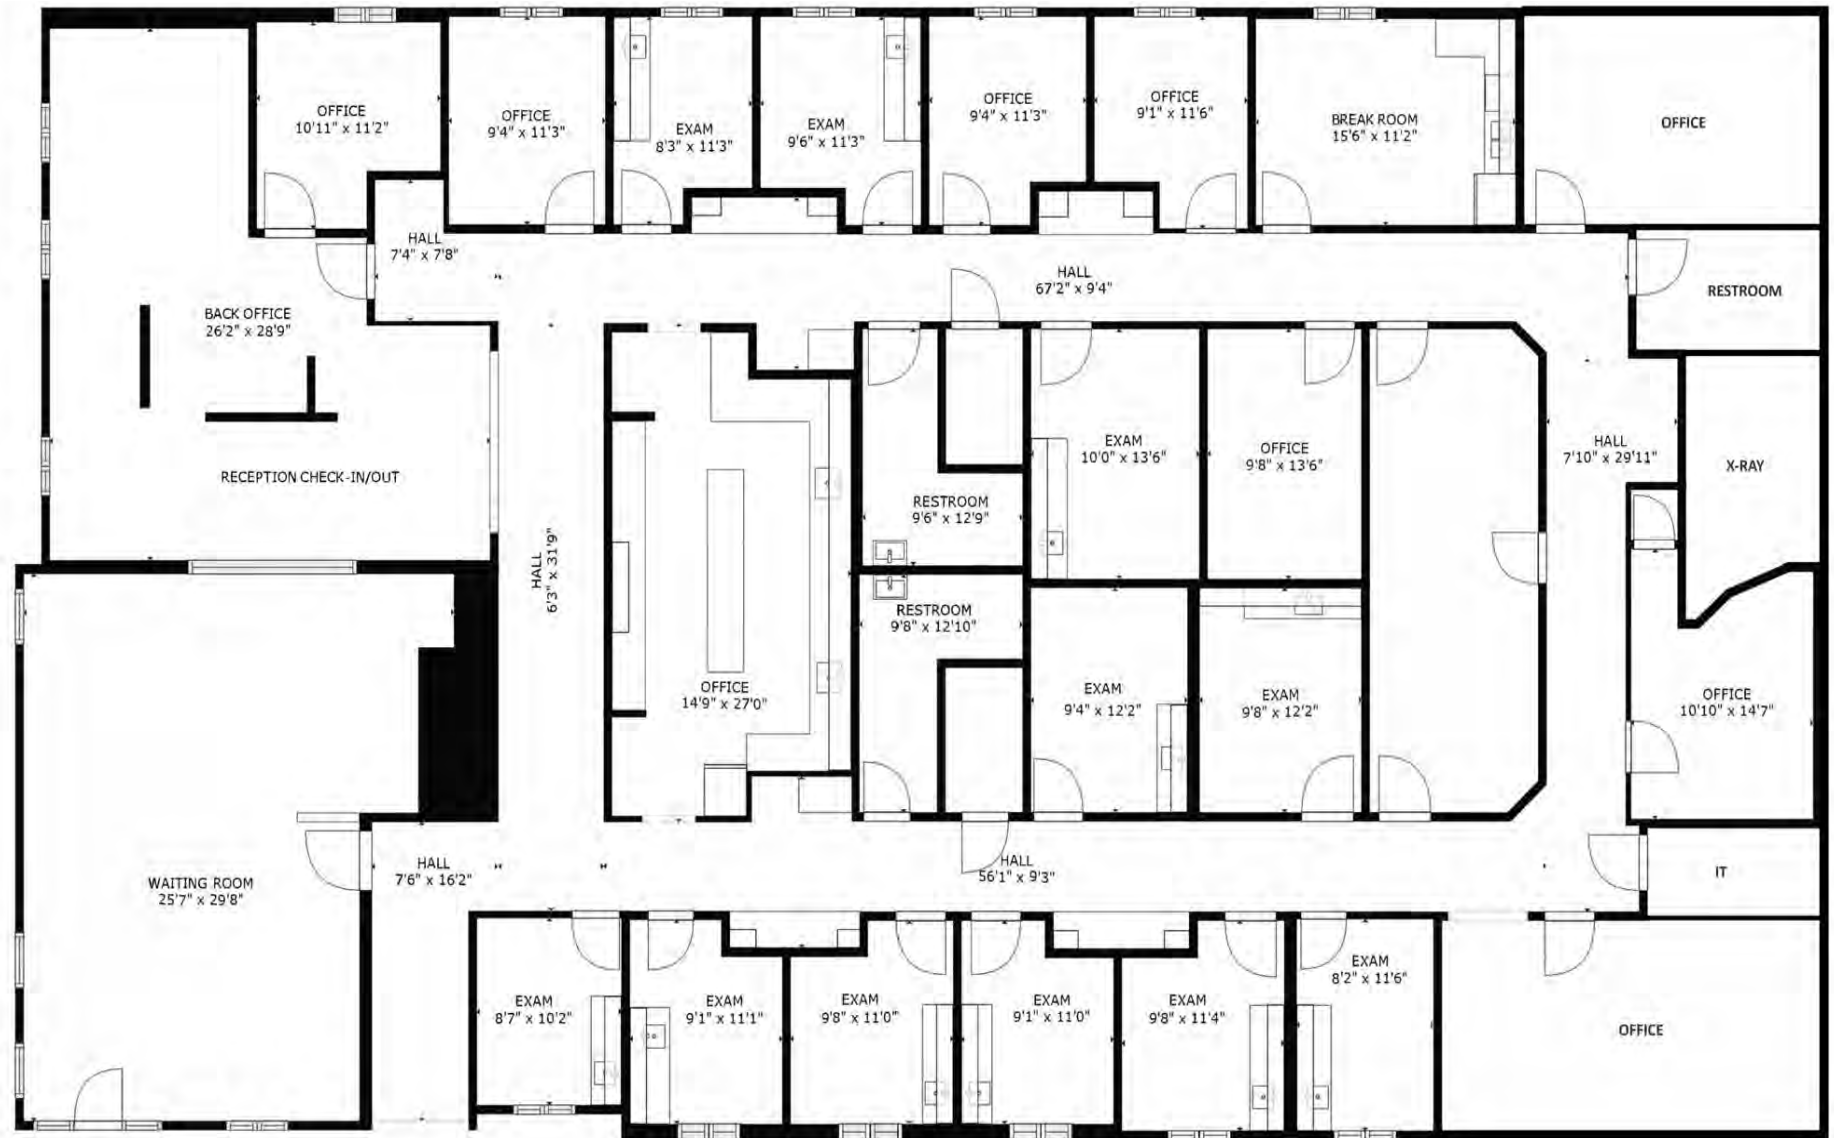 OFFICE
10'11" x 11'2"
OFFICE
9'4" x 11'3"
EXAM
8'3" x 11'3"
EXAM
9'6" x 11'3"
OFFICE
9'4" x 11'3"
OFFICE
9'1" x 11'6"
BREAK ROOM
15'6" x 11'2"
OFFICE
HALL
7'4" x 7'8"
HALL
67'2" x 9'4"
RESTROOM
BACK OFFICE
26'2" x 28'9"
RECEPTION CHECK-IN/OUT
HALL
6'3" x 31'9"
RESTROOM
9'6" x 12'9"
EXAM
10'0" x 13'6"
OFFICE
9'8" x 13'6"
HALL
7'10" x 29'11"
X-RAY
RESTROOM
9'8" x 12'10"
OFFICE
14'9" x 27'0"
EXAM
9'4" x 12'2"
EXAM
9'8" x 12'2"
OFFICE
10'10" x 14'7"
WAITING ROOM
25'7" x 29'8"
HALL
7'6" x 16'2"
HALL
56'1" x 9'3"
IT
EXAM
8'7" x 10'2"
EXAM
9'1" x 11'1"
EXAM
9'8" x 11'0"
EXAM
9'1" x 11'0"
EXAM
9'8" x 11'4"
EXAM
8'2" x 11'6"
OFFICE